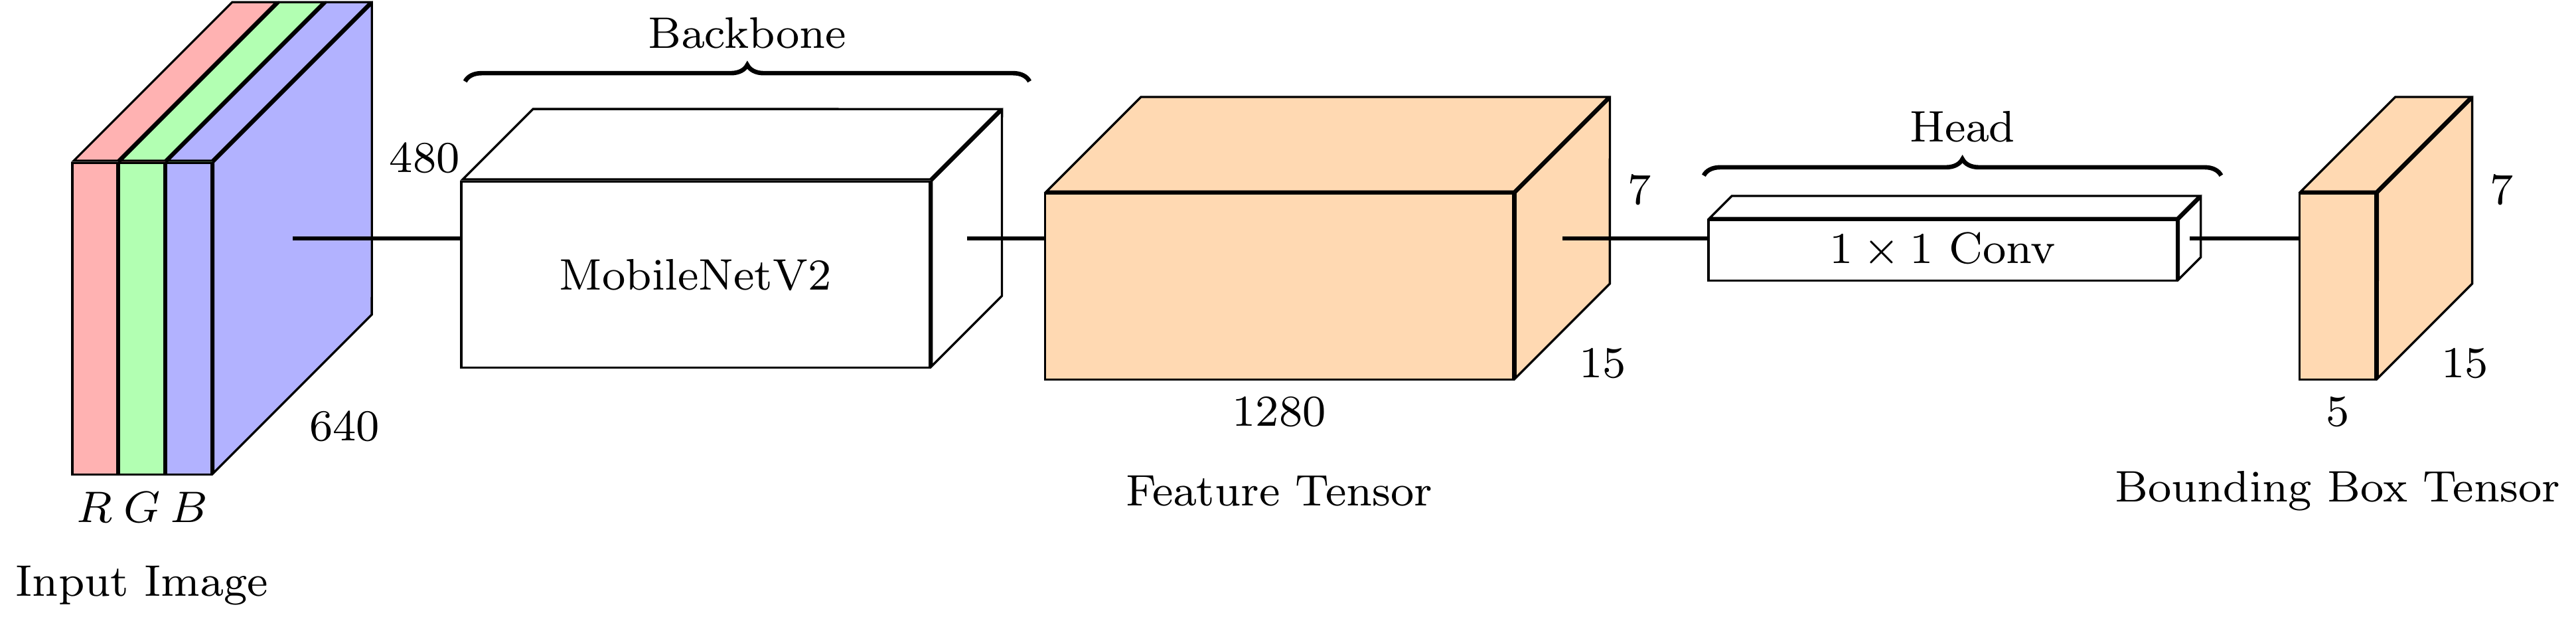 Backbone
480
MobileNetV2
640
R G B
Input Image
7
15
1280
Feature Tensor
Head
1 × 1 Conv
7
15
5
Bounding Box Tensor